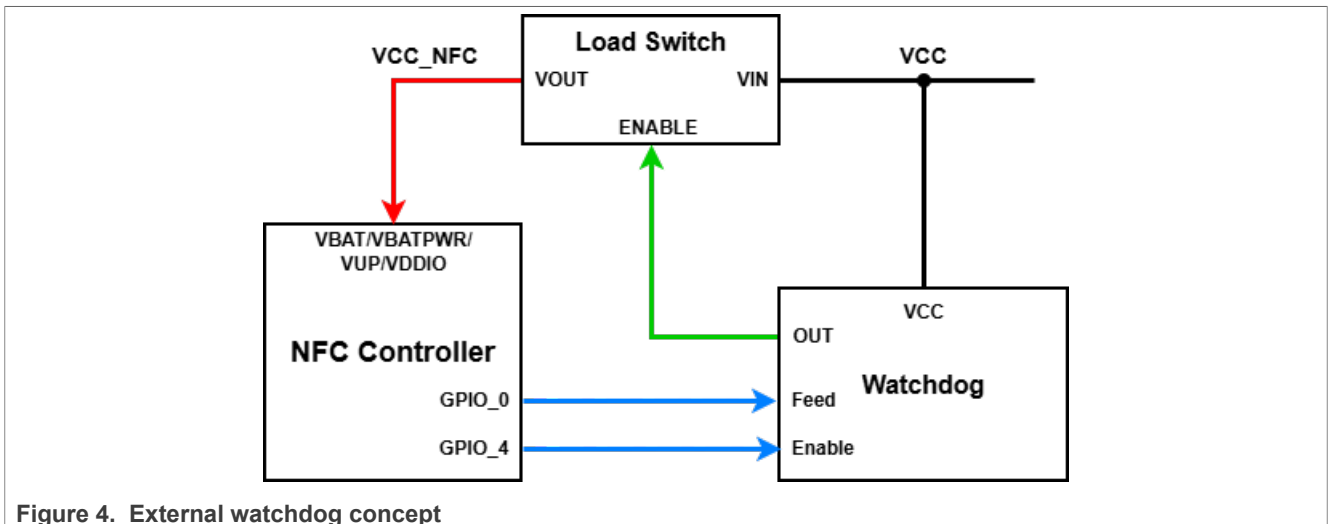 Load Switch
VCC_NFC
VCC
VOUT
VIN
ENABLE
VBAT/VBATPWR/
VUP/VDDIO
NFC Controller
GPIO_0
GPIO_4
VCC
OUT
Watchdog
Feed
Enable
Figure 4. External watchdog concept